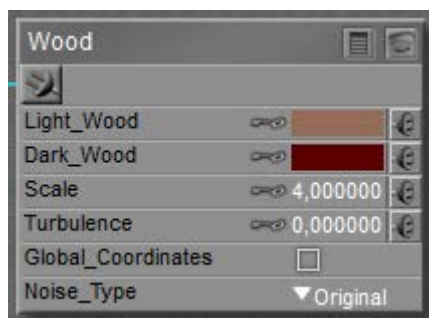 Wood
Light_Wood
Dark_Wood
Scale 4,000000
Turbulence 0,000000
Global_Coordinates
Noise_Type Original